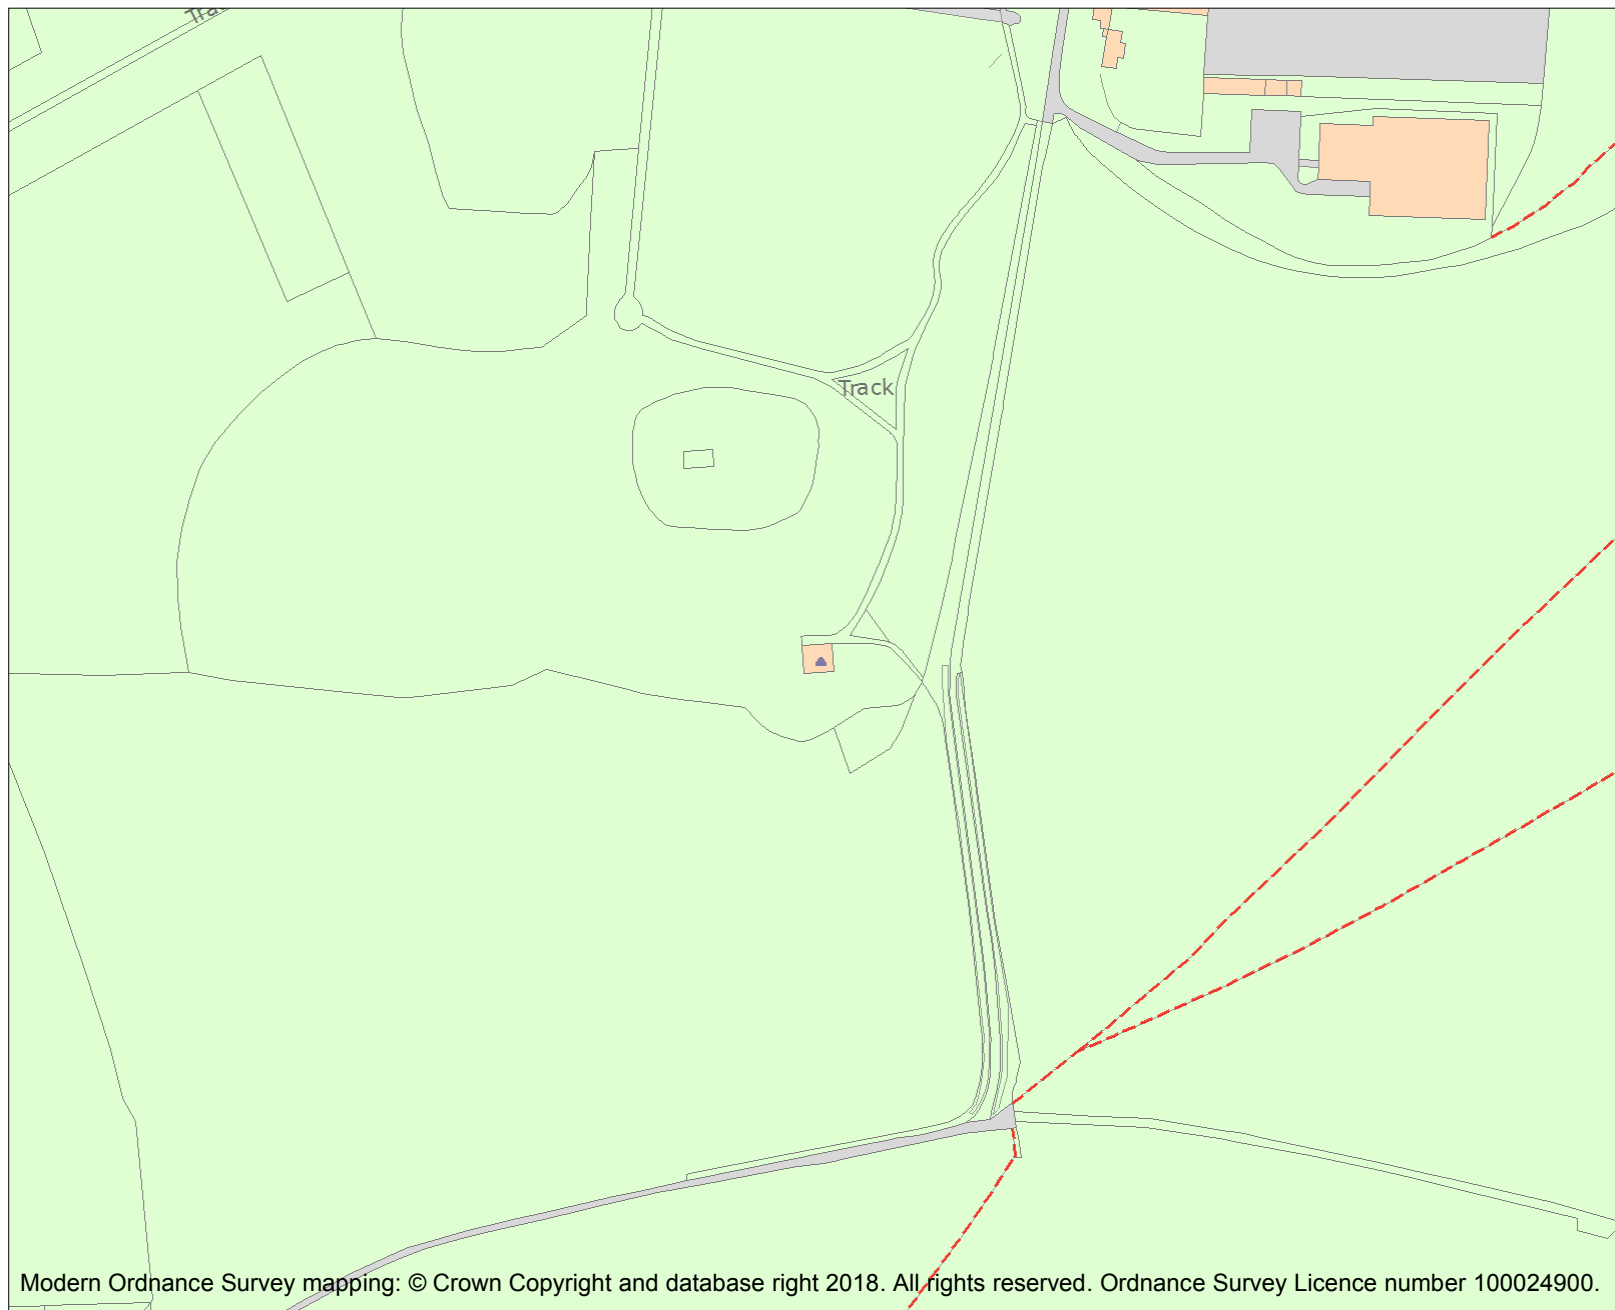 Track
Modern Ordnance Survey mapping: © Crown Copyright and database right 2018. All rights reserved. Ordnance Survey Licence number 100024900.